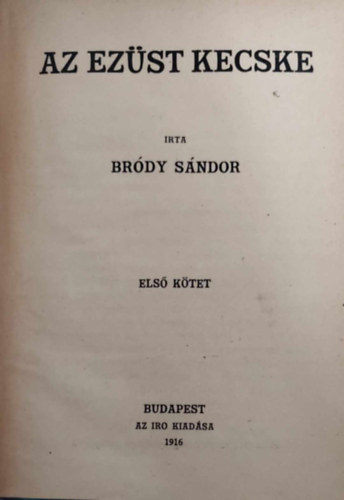 AZ EZÜST KECSKE
IRTA
BRÓDY SÁNDOR
ELSŐ KÖTET
BUDAPEST
AZ IRO KIADÁSA
1916